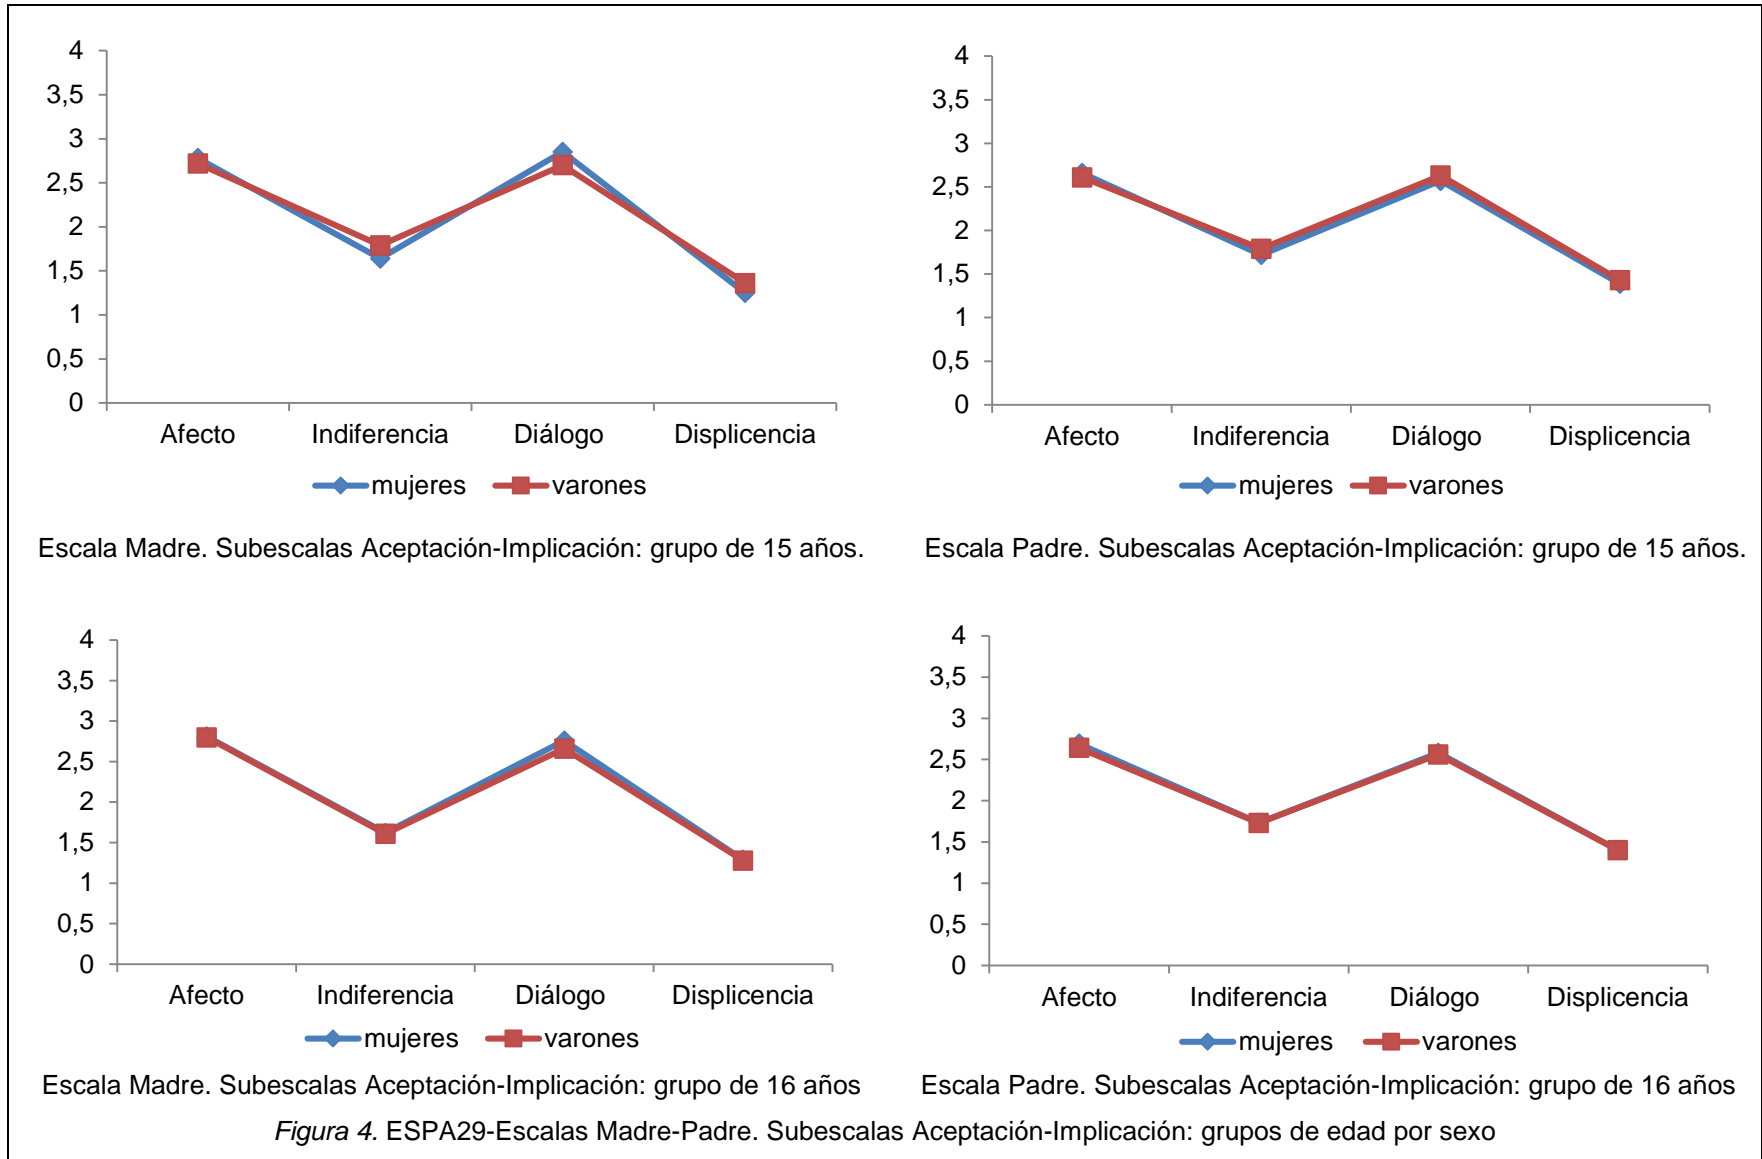 4
3,5
3
2,5
2
1,5
1
0,5
0
Afecto Indiferencia Diálogo Displicencia
mujeres varones
Escala Madre. Subescalas Aceptación-Implicación: grupo de 15 años.
4
3,5
3
2,5
2
1,5
1
0,5
0
Afecto Indiferencia Diálogo Displicencia
mujeres varones
Escala Padre. Subescalas Aceptación-Implicación: grupo de 15 años.
4
3,5
3
2,5
2
1,5
1
0,5
0
Afecto Indiferencia Diálogo Displicencia
mujeres varones
Escala Madre. Subescalas Aceptación-Implicación: grupo de 16 años
4
3,5
3
2,5
2
1,5
1
0,5
0
Afecto Indiferencia Diálogo Displicencia
mujeres varones
Escala Padre. Subescalas Aceptación-Implicación: grupo de 16 años
Figura 4. ESPA29-Escalas Madre-Padre. Subescalas Aceptación-Implicación: grupos de edad por sexo